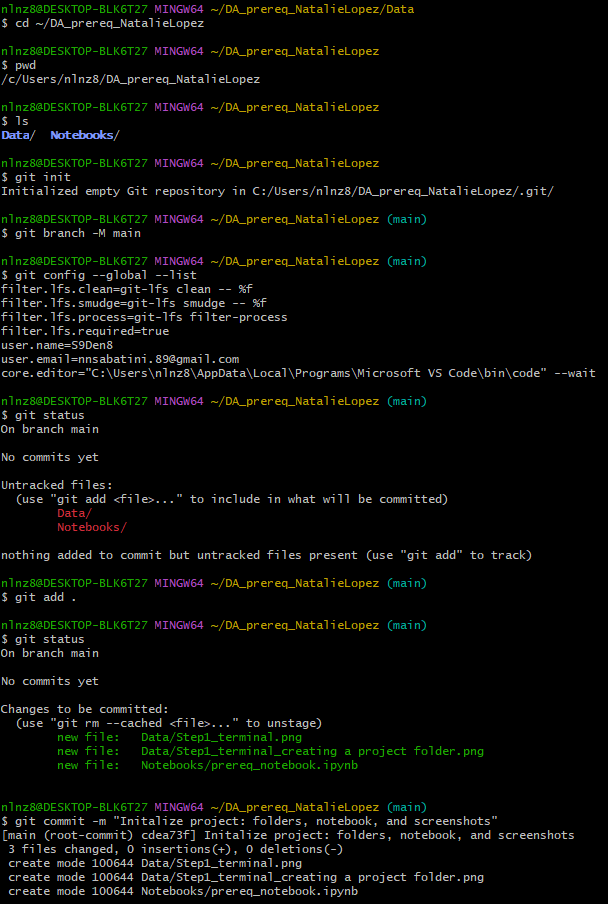 nlnz8@DESKTOP-BLK6T27 MINGW64 ~/DA_prereq_NatalieLopez/Data
$ cd ~/DA_prereq_NatalieLopez

nlnz8@DESKTOP-BLK6T27 MINGW64 ~/DA_prereq_NatalieLopez
$ pwd
/c/Users/nlnz8/DA_prereq_NatalieLopez

nlnz8@DESKTOP-BLK6T27 MINGW64 ~/DA_prereq_NatalieLopez
$ ls
Data/  Notebooks/

nlnz8@DESKTOP-BLK6T27 MINGW64 ~/DA_prereq_NatalieLopez
$ git init
Initialized empty Git repository in C:/Users/nlnz8/DA_prereq_NatalieLopez/.git/

nlnz8@DESKTOP-BLK6T27 MINGW64 ~/DA_prereq_NatalieLopez (main)
$ git branch -M main

nlnz8@DESKTOP-BLK6T27 MINGW64 ~/DA_prereq_NatalieLopez (main)
$ git config --global --list
filter.lfs.clean=git-lfs clean -- %f
filter.lfs.smudge=git-lfs smudge -- %f
filter.lfs.process=git-lfs filter-process
filter.lfs.required=true
user.name=S9Den8
user.email=nnsabatini.89@gmail.com
core.editor="C:\Users\nlnz8\AppData\Local\Programs\Microsoft VS Code\bin\code" --wait

nlnz8@DESKTOP-BLK6T27 MINGW64 ~/DA_prereq_NatalieLopez (main)
$ git status
On branch main

No commits yet

Untracked files:
  (use "git add <file>..." to include in what will be committed)
        Data/
        Notebooks/

nothing added to commit but untracked files present (use "git add" to track)

nlnz8@DESKTOP-BLK6T27 MINGW64 ~/DA_prereq_NatalieLopez (main)
$ git add .

nlnz8@DESKTOP-BLK6T27 MINGW64 ~/DA_prereq_NatalieLopez (main)
$ git status
On branch main

No commits yet

Changes to be committed:
  (use "git rm --cached <file>..." to unstage)
        new file:   Data/Step1_terminal.png
        new file:   Data/Step1_terminal_creating a project folder.png
        new file:   Notebooks/prereq_notebook.ipynb


nlnz8@DESKTOP-BLK6T27 MINGW64 ~/DA_prereq_NatalieLopez (main)
$ git commit -m "Initalize project: folders, notebook, and screenshots"
[main (root-commit) cdea73f] Initalize project: folders, notebook, and screenshots
 3 files changed, 0 insertions(+), 0 deletions(-)
 create mode 100644 Data/Step1_terminal.png
 create mode 100644 Data/Step1_terminal_creating a project folder.png
 create mode 100644 Notebooks/prereq_notebook.ipynb